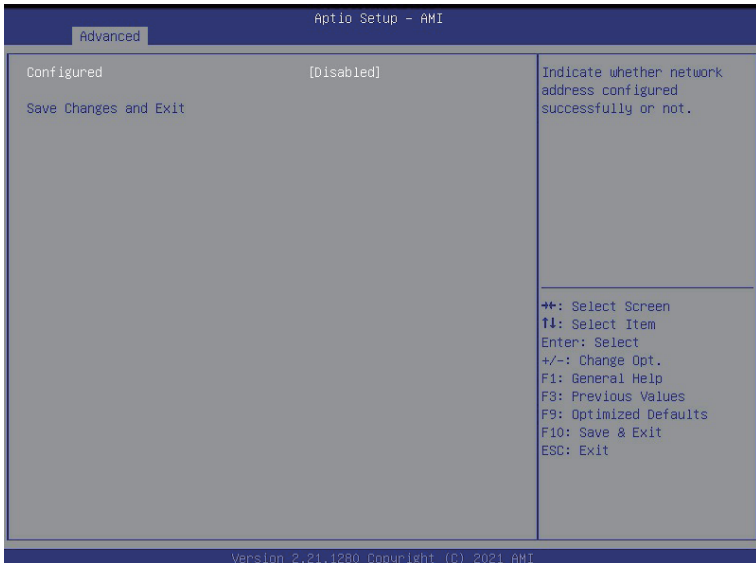 Aptio Setup – AMI
Advanced
Configured [Disabled]
Save Changes and Exit
Indicate whether network
address configured
successfully or not.
→←: Select Screen
↑↓: Select Item
Enter: Select
+/-: Change Opt.
F1: General Help
F3: Previous Values
F9: Optimized Defaults
F10: Save & Exit
ESC: Exit
Version 2.21.1280 Copyright (C) 2021 AMI